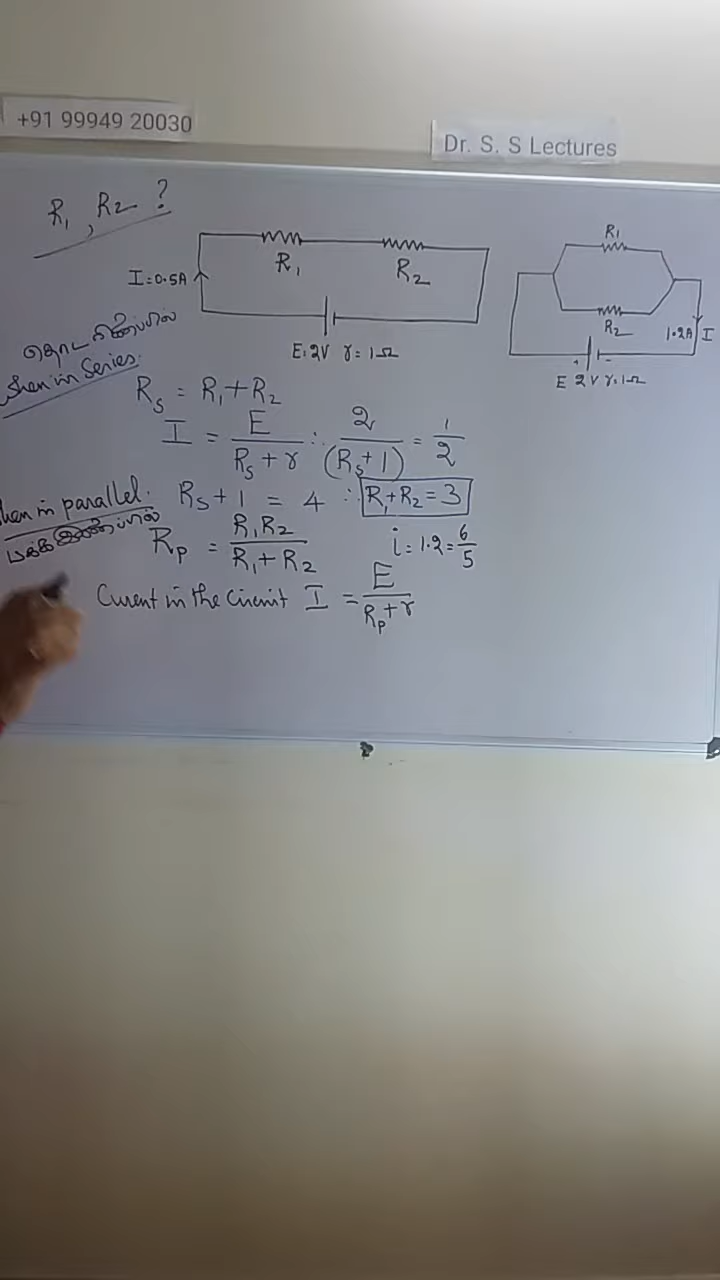 +91 99949 20030
Dr. S. S Lectures
R₁, R₂ ?
I = 0.5A
R₁
R₂
E: 2V r = 1Ω
R₁
R₂
1.2A I
+ -
E 2V r: 1Ω
when in Series.
Rₛ = R₁ + R₂
I = E / (Rₛ + r) ∴ 2 / (Rₛ + 1) = 1/2
hen in parallel. Rₛ + 1 = 4 ∴ R₁ + R₂ = 3
Rₚ = R₁R₂ / (R₁ + R₂) i = 1.2 = 6/5
Current in the Circuit I = E / (Rₚ + r)